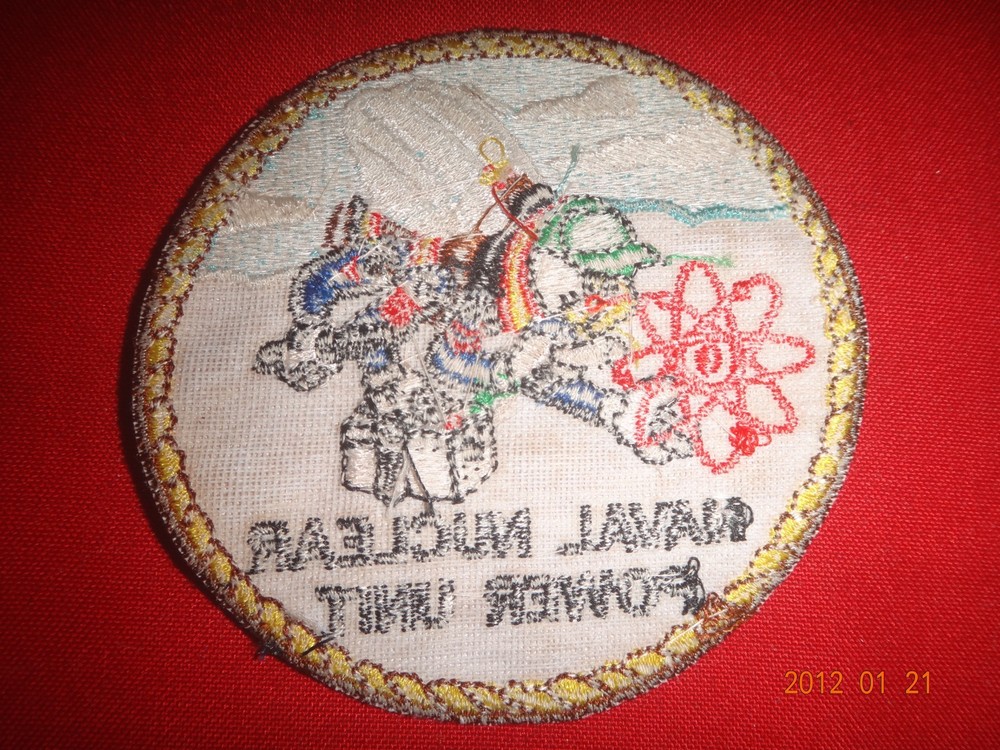 NAVAL NUCLEAR
POWER UNIT
2012 01 21